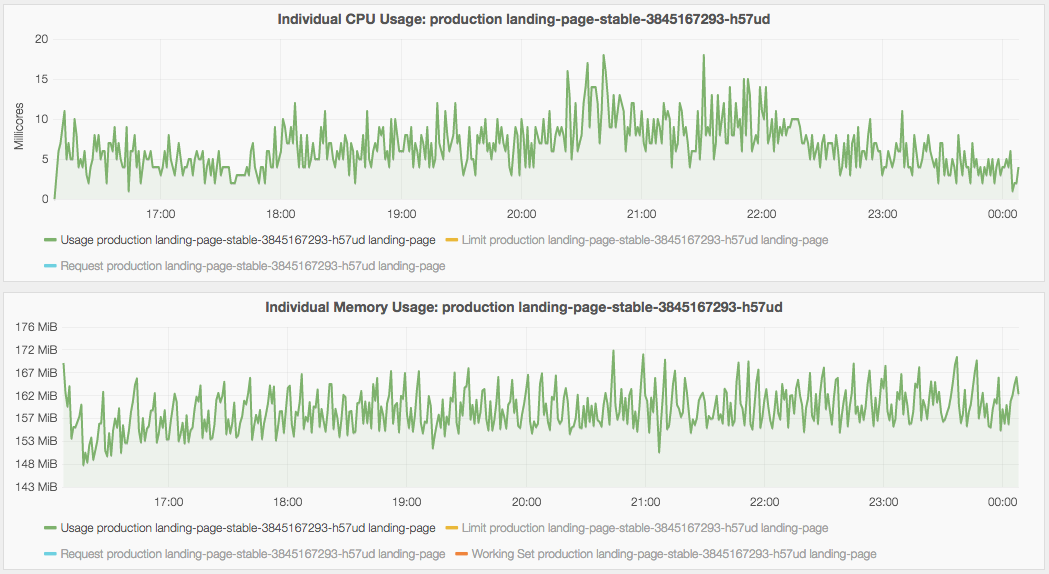 Individual CPU Usage: production landing-page-stable-3845167293-h57ud
20
15
10
5
0
Millicores
17:00 18:00 19:00 20:00 21:00 22:00 23:00 00:00
Usage production landing-page-stable-3845167293-h57ud landing-page Limit production landing-page-stable-3845167293-h57ud landing-page
Request production landing-page-stable-3845167293-h57ud landing-page
Individual Memory Usage: production landing-page-stable-3845167293-h57ud
176 MiB
172 MiB
167 MiB
162 MiB
157 MiB
153 MiB
148 MiB
143 MiB
17:00 18:00 19:00 20:00 21:00 22:00 23:00 00:00
Usage production landing-page-stable-3845167293-h57ud landing-page Limit production landing-page-stable-3845167293-h57ud landing-page
Request production landing-page-stable-3845167293-h57ud landing-page Working Set production landing-page-stable-3845167293-h57ud landing-page